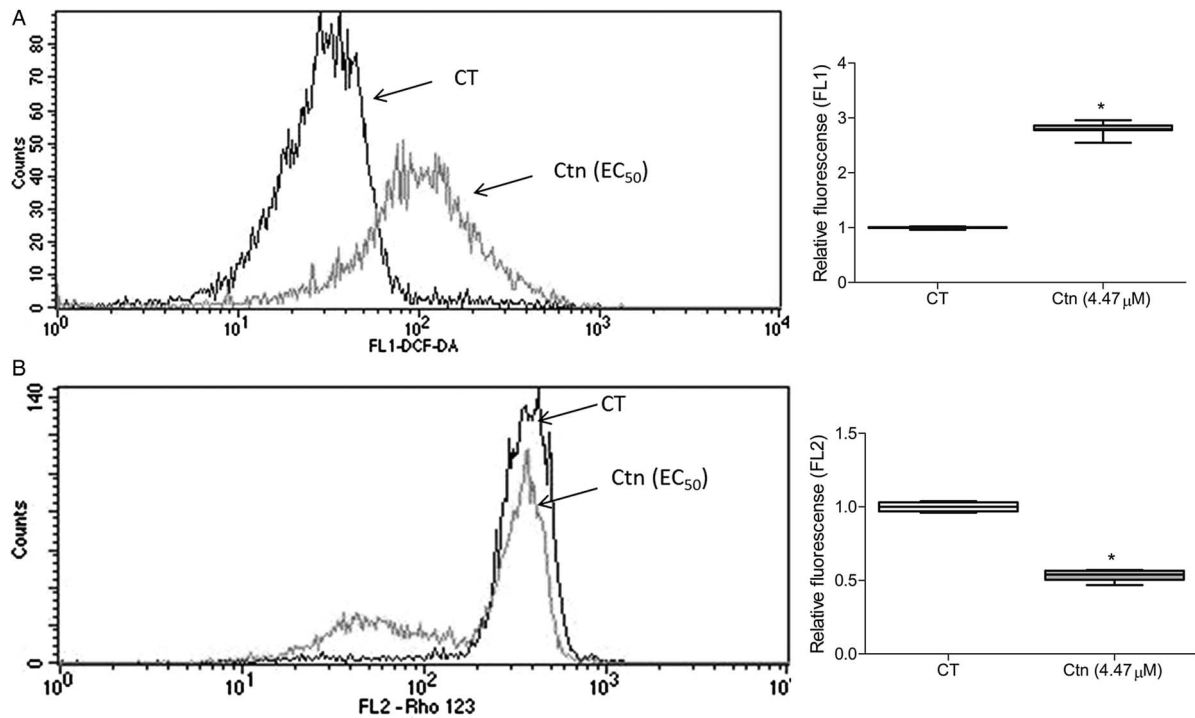 A
Counts
80
70
60
50
40
30
20
10
0
CT
Ctn (EC₅₀)
10⁰ 10¹ 10² 10³ 10⁴
FL1-DCF-DA
Relative fluorescense (FL1)
4
3
2
1
0
*
CT Ctn (4.47 μM)
B
Counts
140
0
CT
Ctn (EC₅₀)
10⁰ 10¹ 10² 10³
FL2 - Rho 123
Relative fluorescense (FL2)
1.5
1.0
0.5
0.0
*
CT Ctn (4.47 μM)